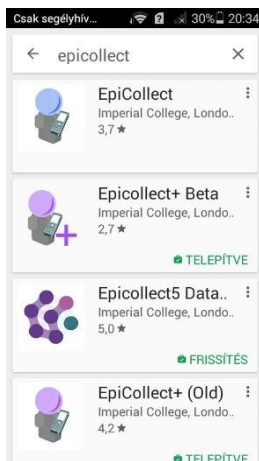 Csak segélyhív... 30% 20:34
epicollect
EpiCollect
Imperial College, Londo..
3,7 ★
Epicollect+ Beta
Imperial College, Londo..
2,7 ★
TELEPÍTVE
Epicollect5 Data..
Imperial College, Londo..
5,0 ★
FRISSÍTÉS
EpiCollect+ (Old)
Imperial College, Londo..
4,2 ★
TELEPÍTVE